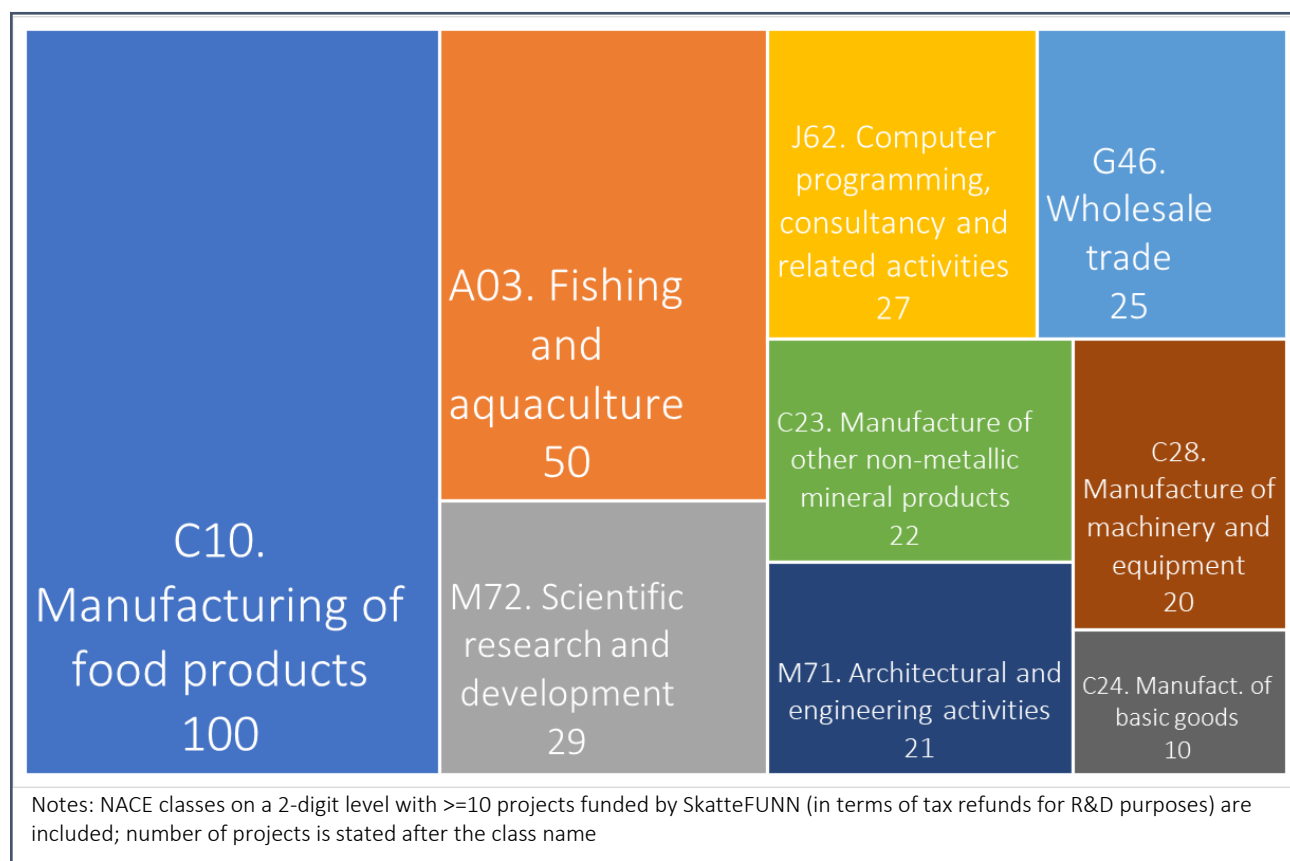 C10.
Manufacturing of
food products
100
A03. Fishing
and
aquaculture
50
M72. Scientific
research and
development
29
J62. Computer
programming,
consultancy and
related activities
27
G46.
Wholesale
trade
25
C23. Manufacture of
other non-metallic
mineral products
22
C28.
Manufacture of
machinery and
equipment
20
M71. Architectural and
engineering activities
21
C24. Manufact. of
basic goods
10
Notes: NACE classes on a 2-digit level with >=10 projects funded by SkatteFUNN (in terms of tax refunds for R&D purposes) are
included; number of projects is stated after the class name